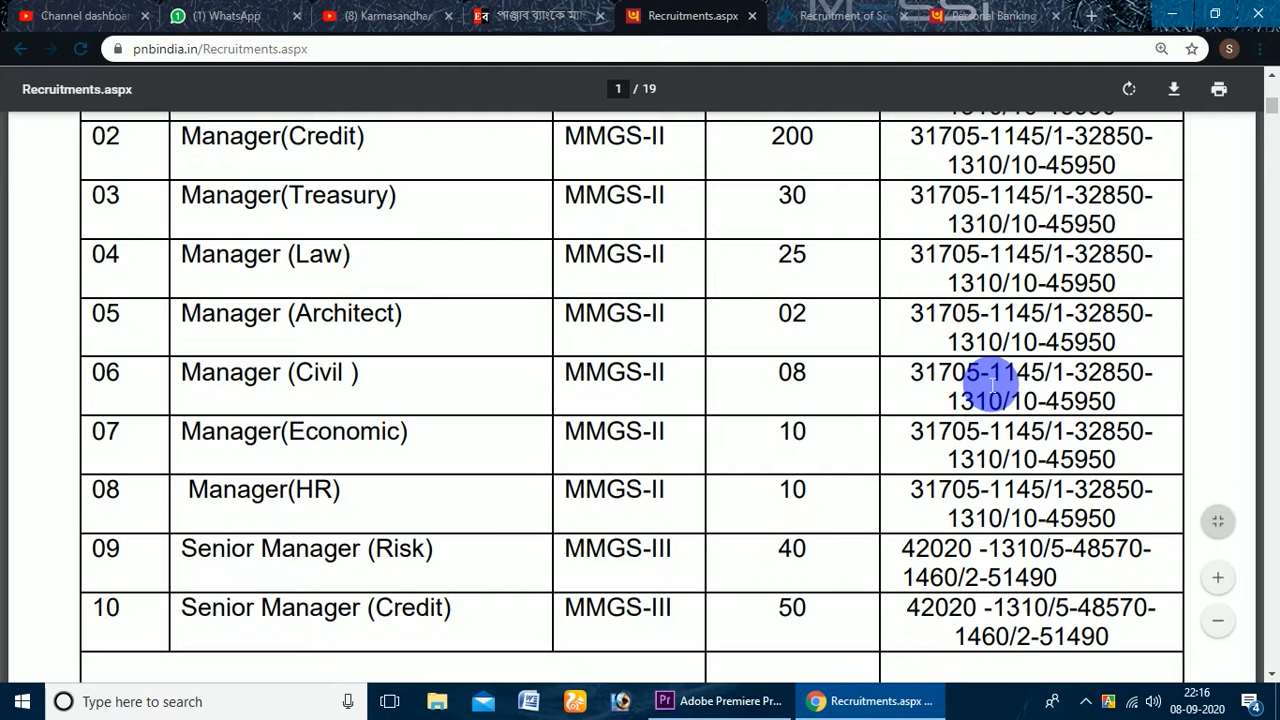 Channel dashboa
(1) WhatsApp
(8) Karmasandhan
পাঞ্জাব ব্যাংকে ম্যা
Recruitments.aspx
Recruitment of Sp
Personal Banking
MESSI
pnbindia.in/Recruitments.aspx
S
Recruitments.aspx
1 / 19
02 Manager(Credit) MMGS-II 200 31705-1145/1-32850-
1310/10-45950
03 Manager(Treasury) MMGS-II 30 31705-1145/1-32850-
1310/10-45950
04 Manager (Law) MMGS-II 25 31705-1145/1-32850-
1310/10-45950
05 Manager (Architect) MMGS-II 02 31705-1145/1-32850-
1310/10-45950
06 Manager (Civil ) MMGS-II 08 31705-1145/1-32850-
1310/10-45950
07 Manager(Economic) MMGS-II 10 31705-1145/1-32850-
1310/10-45950
08 Manager(HR) MMGS-II 10 31705-1145/1-32850-
1310/10-45950
09 Senior Manager (Risk) MMGS-III 40 42020 -1310/5-48570-
1460/2-51490
10 Senior Manager (Credit) MMGS-III 50 42020 -1310/5-48570-
1460/2-51490
Type here to search
Adobe Premiere Pr...
Recruitments.aspx ...
22:16
08-09-2020
4